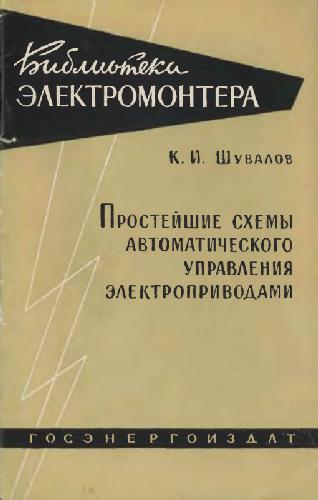 Библиотека
ЭЛЕКТРОМОНТЕРА
К. И. ШУВАЛОВ
ПРОСТЕЙШИЕ СХЕМЫ
АВТОМАТИЧЕСКОГО
УПРАВЛЕНИЯ
ЭЛЕКТРОПРИВОДАМИ
ГОСЭНЕРГОИЗДАТ